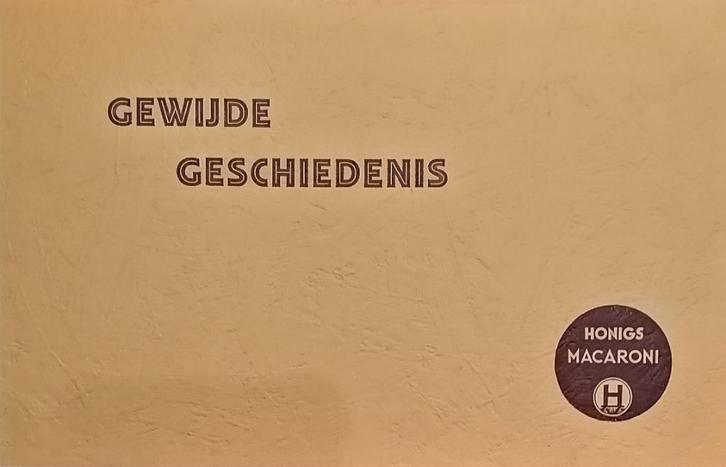 GEWIJDE
GESCHIEDENIS
HONIGS
MACARONI
H